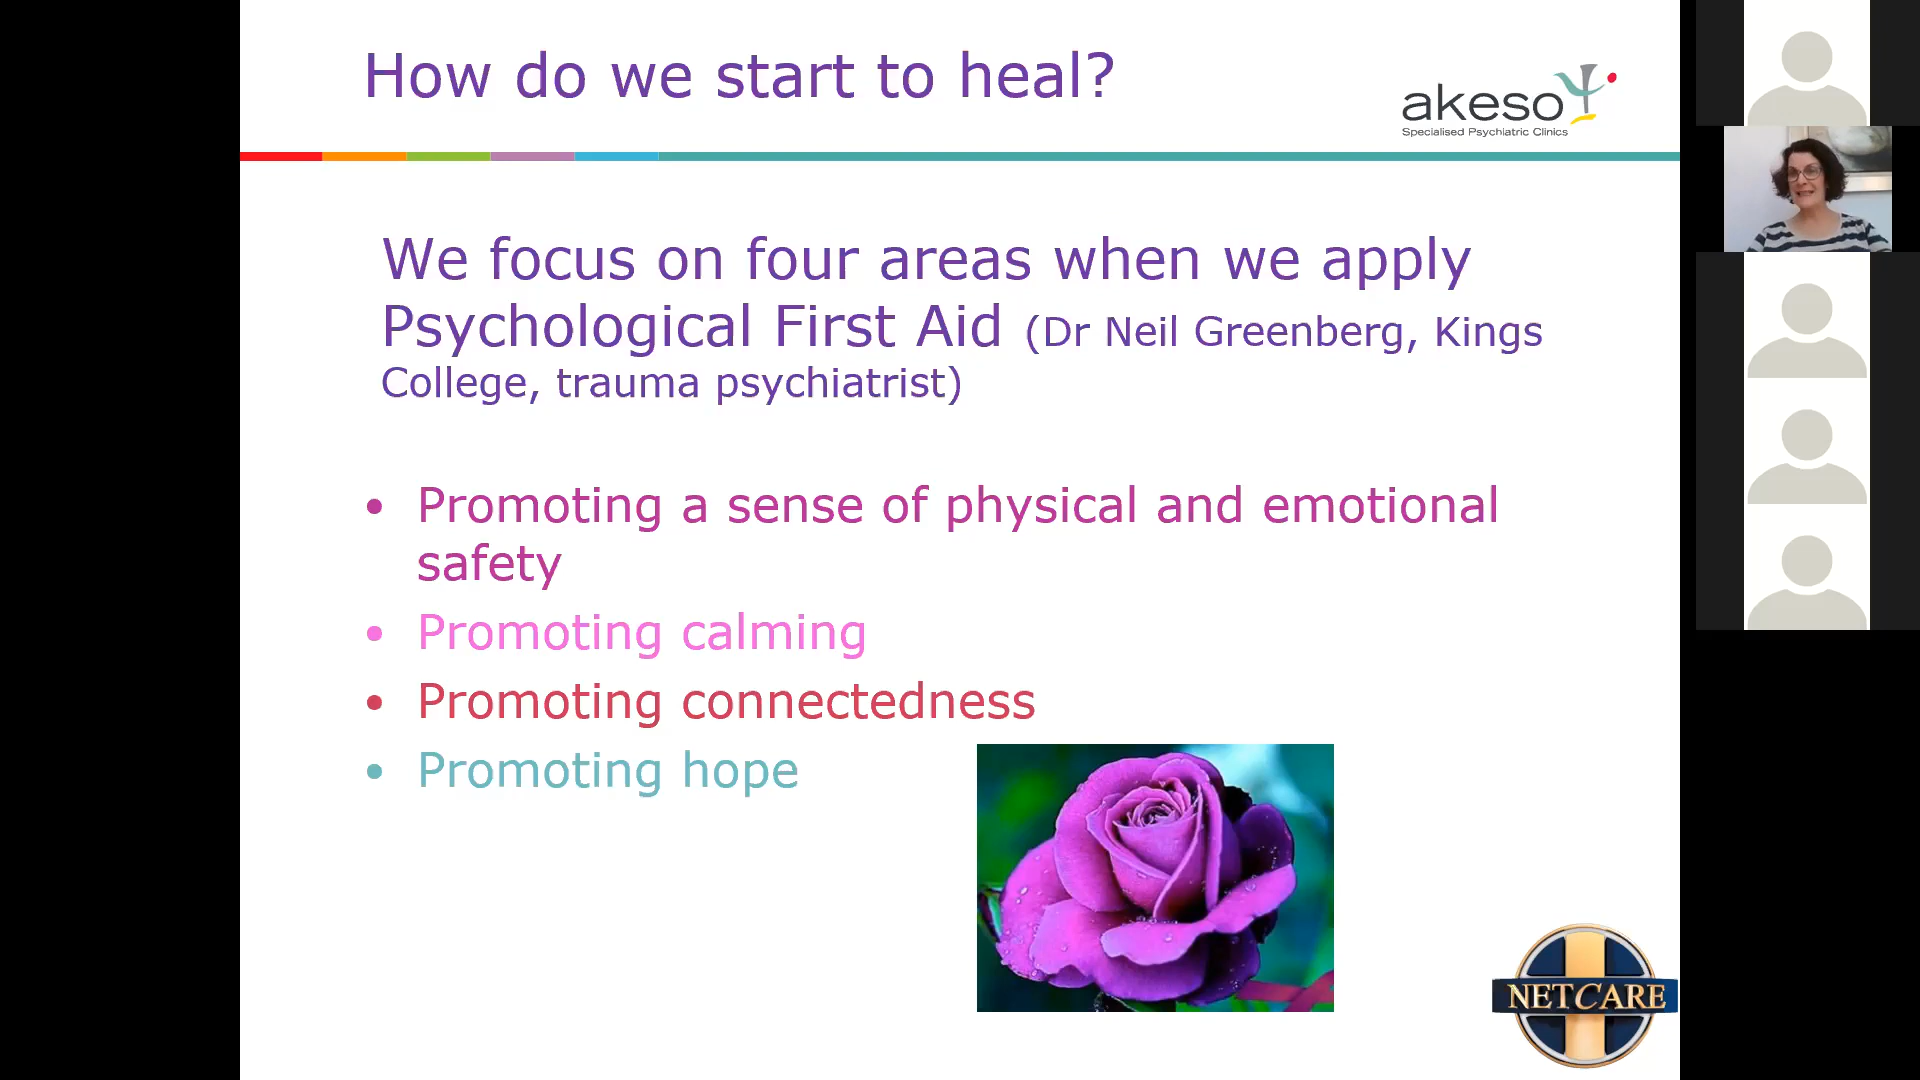 How do we start to heal?
akeso
Specialised Psychiatric Clinics
We focus on four areas when we apply
Psychological First Aid (Dr Neil Greenberg, Kings
College, trauma psychiatrist)
• Promoting a sense of physical and emotional
safety
• Promoting calming
• Promoting connectedness
• Promoting hope
NETCARE